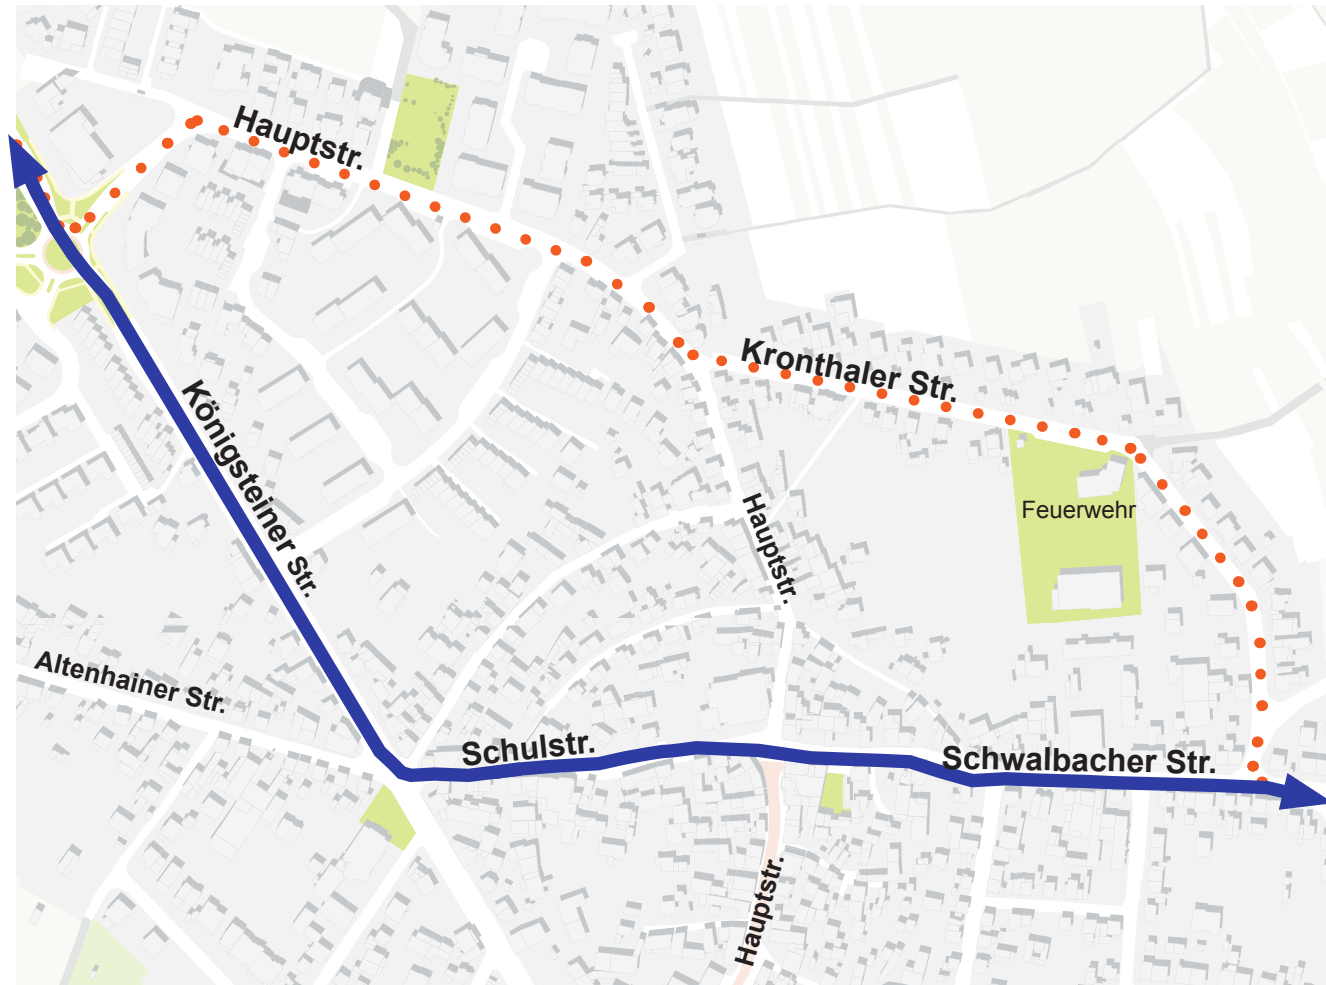 Hauptstr.
Kronthaler Str.
Königsteiner Str.
Feuerwehr
Hauptstr.
Altenhainer Str.
Schulstr.
Schwalbacher Str.
Hauptstr.